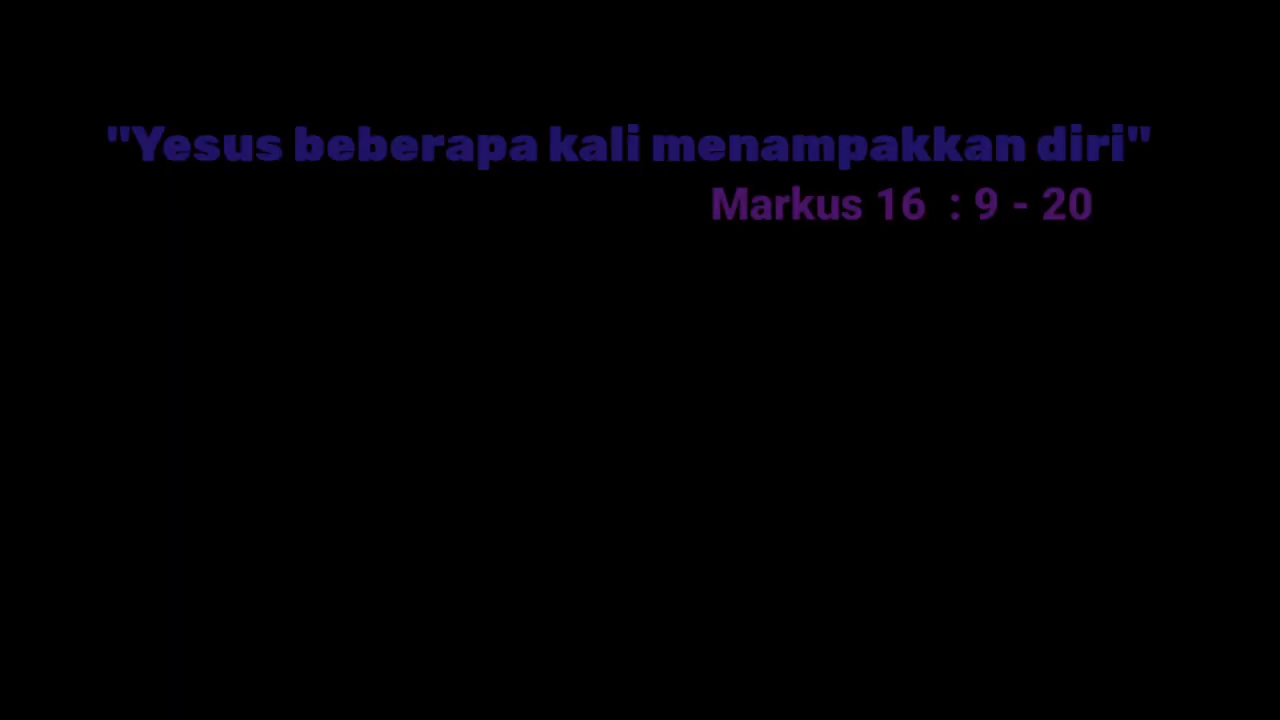 "Yesus beberapa kali menampakkan diri"
Markus 16 : 9 - 20